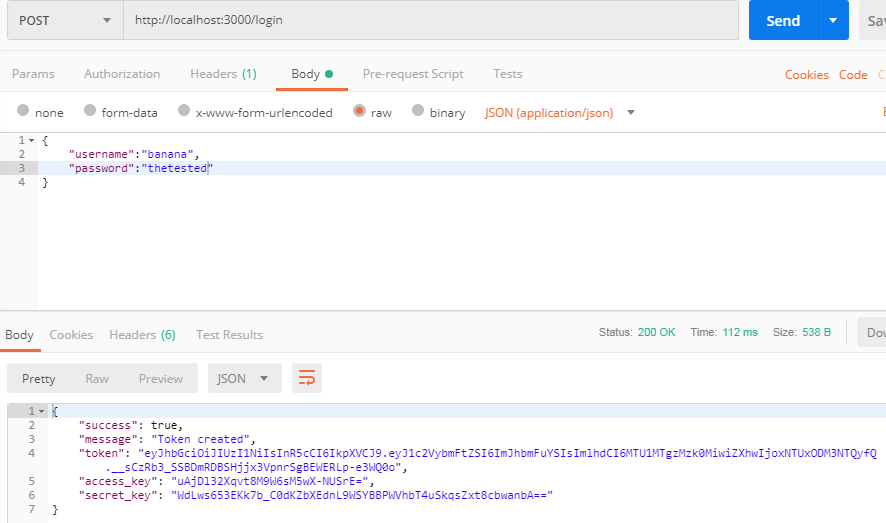 POST http://localhost:3000/login Send Sav
Params Authorization Headers (1) Body Pre-request Script Tests Cookies Code C
none form-data x-www-form-urlencoded raw binary JSON (application/json)
1 {
2 "username":"banana",
3 "password":"thetested"
4 }
Body Cookies Headers (6) Test Results Status: 200 OK Time: 112 ms Size: 538 B Dow
Pretty Raw Preview JSON
1 {
2 "success": true,
3 "message": "Token created",
4 "token": "eyJhbGciOiJIUzI1NiIsInR5cCI6IkpXVCJ9.eyJ1c2VybmFtZSI6ImJhbmFuYSIsImlhdCI6MTU1MTgzMzk0MiwiZXhwIjoxNTUxODM3NTQyfQ
.__sCzRb3_SSBDmRDBSHjjx3VpnrSgBEWERLp-e3WQ0o",
5 "access_key": "uAjDl32Xqvt8M9W6sM5wX-NUSrE=",
6 "secret_key": "WdLws653EKk7b_C0dKZbXEdnL9WSYBBPWVhbT4uSkqsZxt8cbwanbA=="
7 }